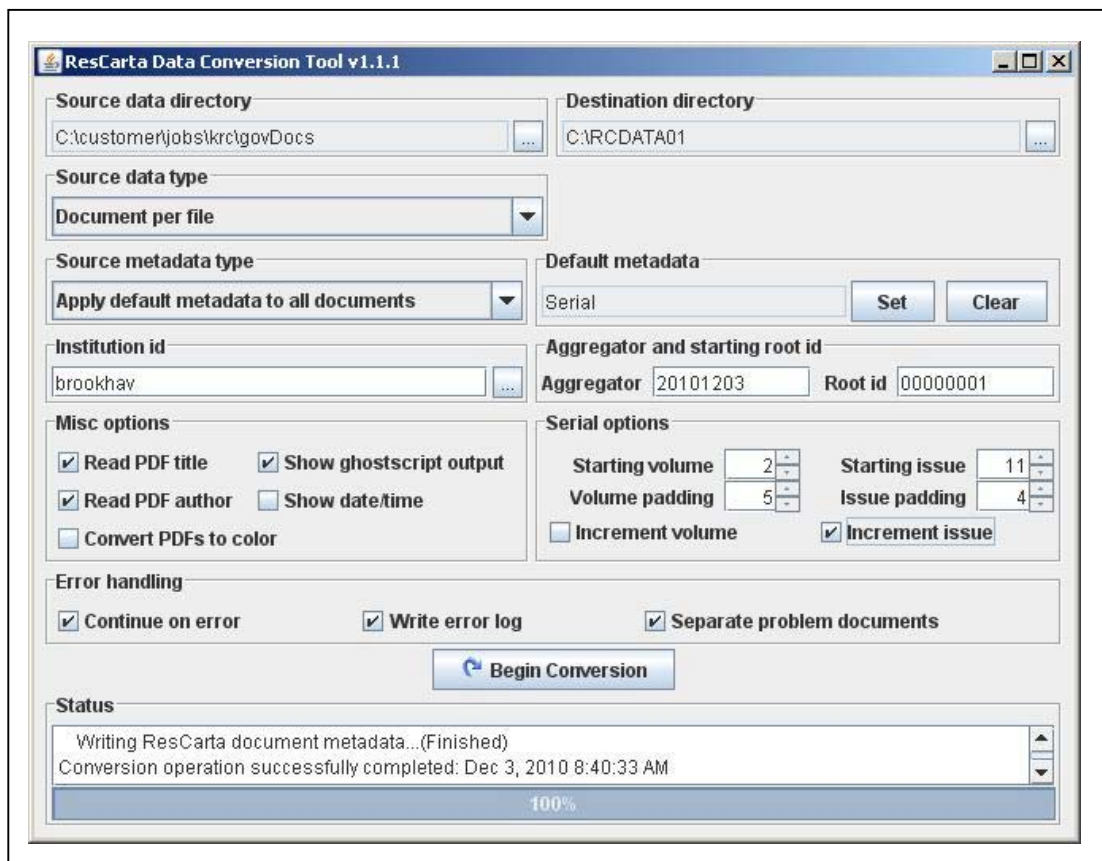 ResCarta Data Conversion Tool v1.1.1
Source data directory
C:\customer\jobs\krc\govDocs
...
Destination directory
C:\RCDATA01
...
Source data type
Document per file
Source metadata type
Apply default metadata to all documents
Default metadata
Serial
Set
Clear
Institution id
brookhav
...
Aggregator and starting root id
Aggregator 20101203 Root id 00000001
Misc options
Read PDF title Show ghostscript output
Read PDF author Show date/time
Convert PDFs to color
Serial options
Starting volume 2 Starting issue 11
Volume padding 5 Issue padding 4
Increment volume Increment issue
Error handling
Continue on error Write error log Separate problem documents
Begin Conversion
Status
Writing ResCarta document metadata...(Finished)
Conversion operation successfully completed: Dec 3, 2010 8:40:33 AM
100%